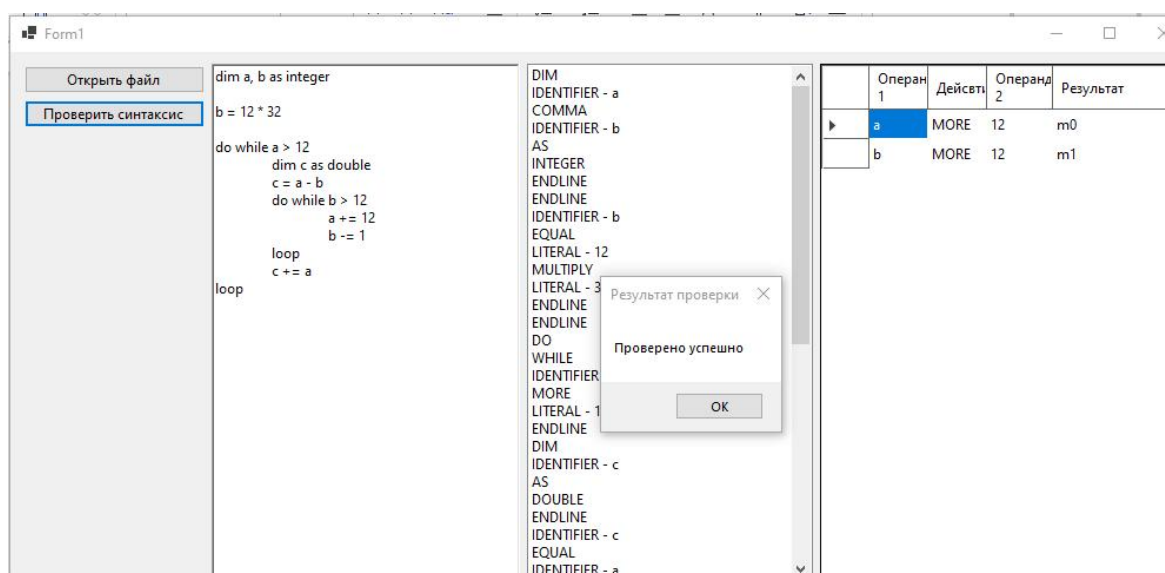 Form1
Открыть файл
Проверить синтаксис
dim a, b as integer
b = 12 * 32
do while a > 12
dim c as double
c = a - b
do while b > 12
a += 12
b -= 1
loop
c += a
loop
DIM
IDENTIFIER - a
COMMA
IDENTIFIER - b
AS
INTEGER
ENDLINE
ENDLINE
IDENTIFIER - b
EQUAL
LITERAL - 12
MULTIPLY
LITERAL - 3
ENDLINE
ENDLINE
DO
WHILE
IDENTIFIER
MORE
LITERAL - 1
ENDLINE
DIM
IDENTIFIER - c
AS
DOUBLE
ENDLINE
IDENTIFIER - c
EQUAL
IDENTIFIER - a
Результат проверки
Проверено успешно
OK
Операн 1 Дейсвти Операнд 2 Результат
a MORE 12 m0
b MORE 12 m1